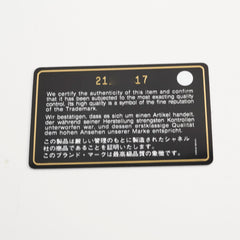 21. 17
We certify the authenticity of this item and confirm
it has been subjected to the most exacting quality
control. Its high quality is a symbol of the fine reputation
of the Trademark.
Wir bestätigen, dass es sich um einen Artikel handelt,
der während seiner Herstellung strengsten Kontrollen
unterworfen war, und dessen erstklassige Qualität
dem hohen Ansehen unserer Marke entspricht.
この製品は厳しい管理のもとに製造されたシャネル
社の商品であることを証明いたします。
このブランド・マークは最高級品質の象徴です。